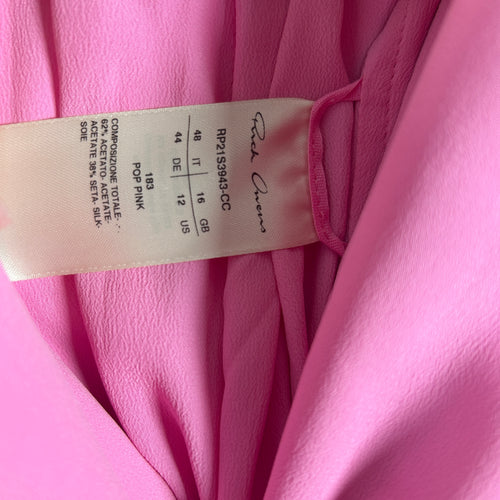 Rick Owens
RP21S3943-CC
48 IT 16 GB
44 DE 12 US
183
POP PINK
COMPOSIZIONE TOTALE-.-
62% ACETATO- ACETATE-
ACETATE 38% SETA- SILK-
SOIE